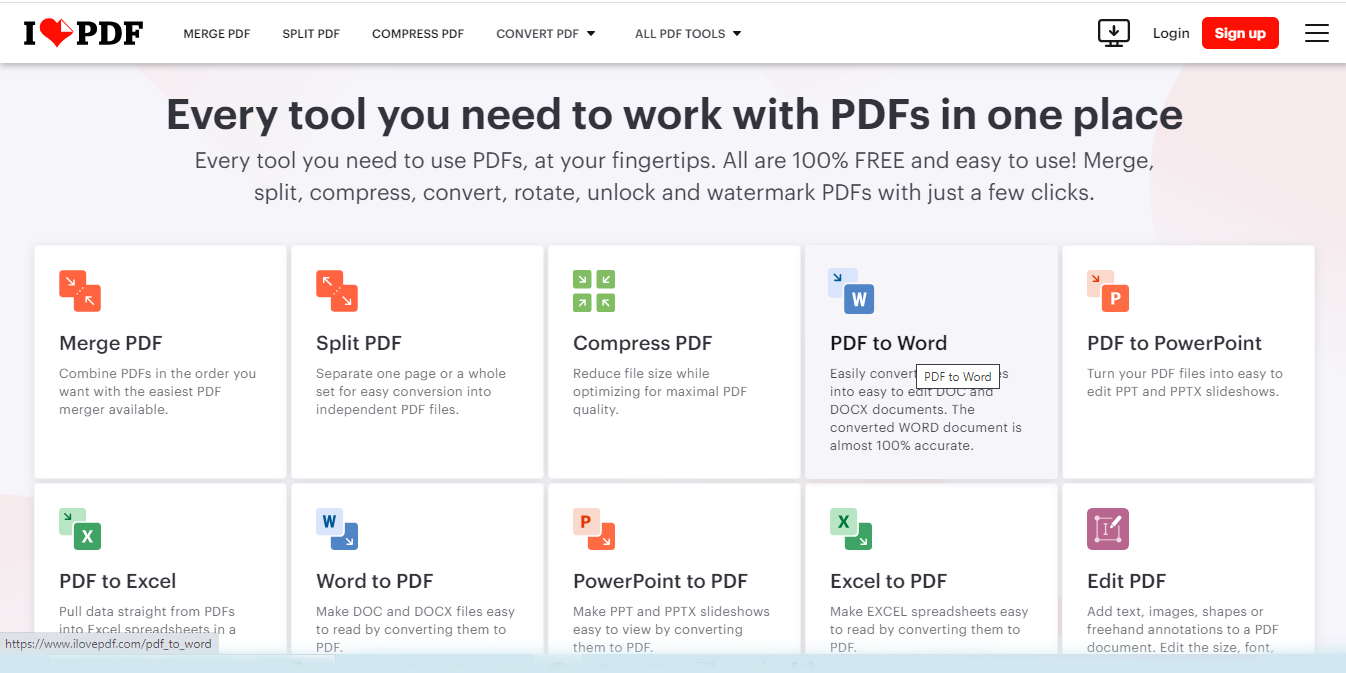 I PDF
MERGE PDF
SPLIT PDF
COMPRESS PDF
CONVERT PDF
ALL PDF TOOLS
Login
Sign up
Every tool you need to work with PDFs in one place
Every tool you need to use PDFs, at your fingertips. All are 100% FREE and easy to use! Merge,
split, compress, convert, rotate, unlock and watermark PDFs with just a few clicks.
Merge PDF
Combine PDFs in the order you
want with the easiest PDF
merger available.
Split PDF
Separate one page or a whole
set for easy conversion into
independent PDF files.
Compress PDF
Reduce file size while
optimizing for maximal PDF
quality.
W
PDF to Word
Easily convert
PDF to Word
into easy to edit DOC and
DOCX documents. The
converted WORD document is
almost 100% accurate.
P
PDF to PowerPoint
Turn your PDF files into easy to
edit PPT and PPTX slideshows.
X
PDF to Excel
Pull data straight from PDFs
into Excel spreadsheets in a
W
Word to PDF
Make DOC and DOCX files easy
to read by converting them to
PDF.
P
PowerPoint to PDF
Make PPT and PPTX slideshows
easy to view by converting
them to PDF.
X
Excel to PDF
Make EXCEL spreadsheets easy
to read by converting them to
PDF.
Edit PDF
Add text, images, shapes or
freehand annotations to a PDF
document. Edit the size, font,
https://www.ilovepdf.com/pdf_to_word